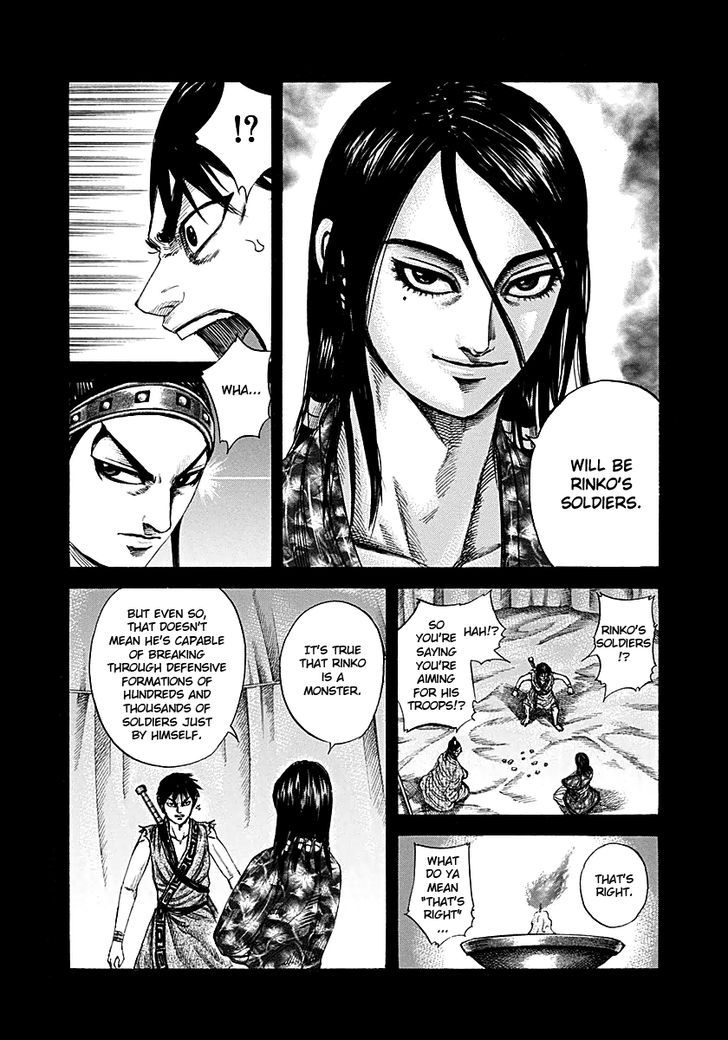 WILL BE
RINKO'S
SOLDIERS.
!?
WHA...
RINKO'S
SOLDIERS
!?
HAH!?
SO
YOU'RE
SAYING
YOU'RE
AIMING
FOR HIS
TROOPS!?
THAT'S
RIGHT.
WHAT
DO YA
MEAN
"THAT'S
RIGHT"
...
IT'S TRUE
THAT RINKO
IS A
MONSTER.
BUT EVEN SO,
THAT DOESN'T
MEAN HE'S CAPABLE
OF BREAKING
THROUGH DEFENSIVE
FORMATIONS OF
HUNDREDS AND
THOUSANDS OF
SOLDIERS JUST
BY HIMSELF.